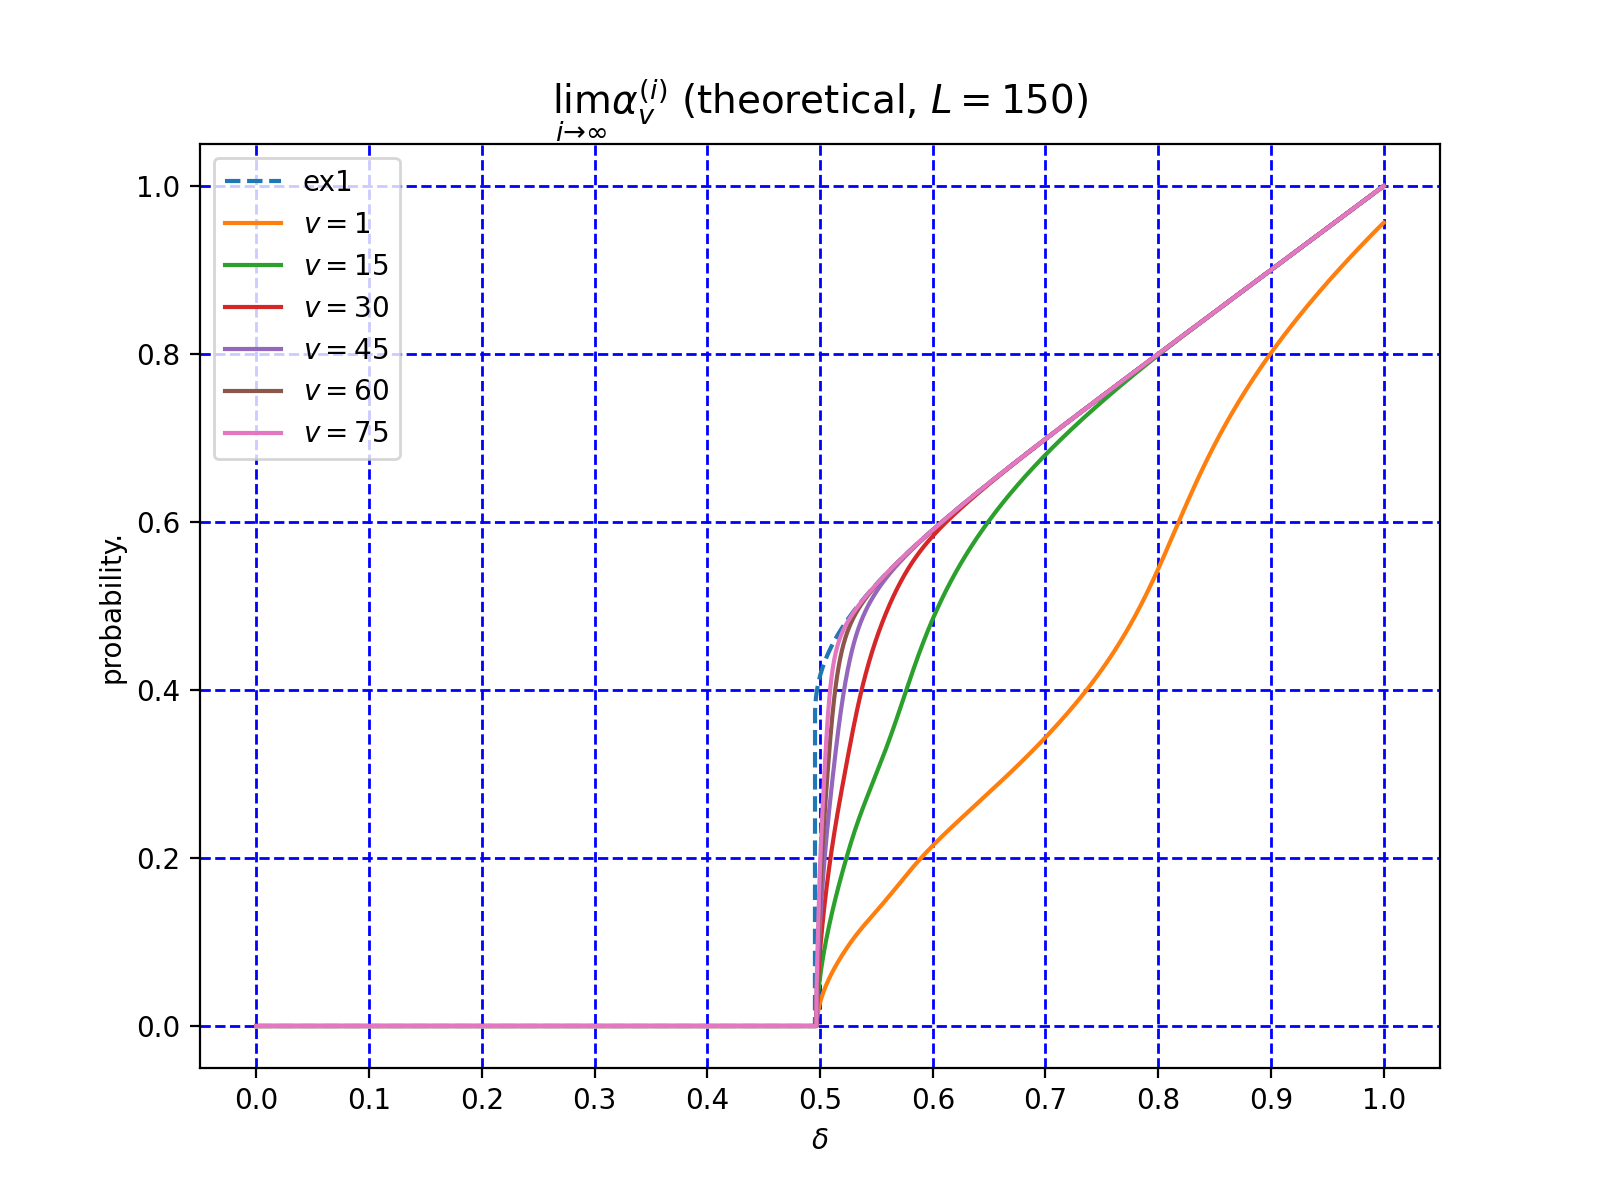 lim α_v^(i) (theoretical, L = 150)
i→∞
ex1
v = 1
v = 15
v = 30
v = 45
v = 60
v = 75
probability.
1.0
0.8
0.6
0.4
0.2
0.0
0.0 0.1 0.2 0.3 0.4 0.5 0.6 0.7 0.8 0.9 1.0
δ